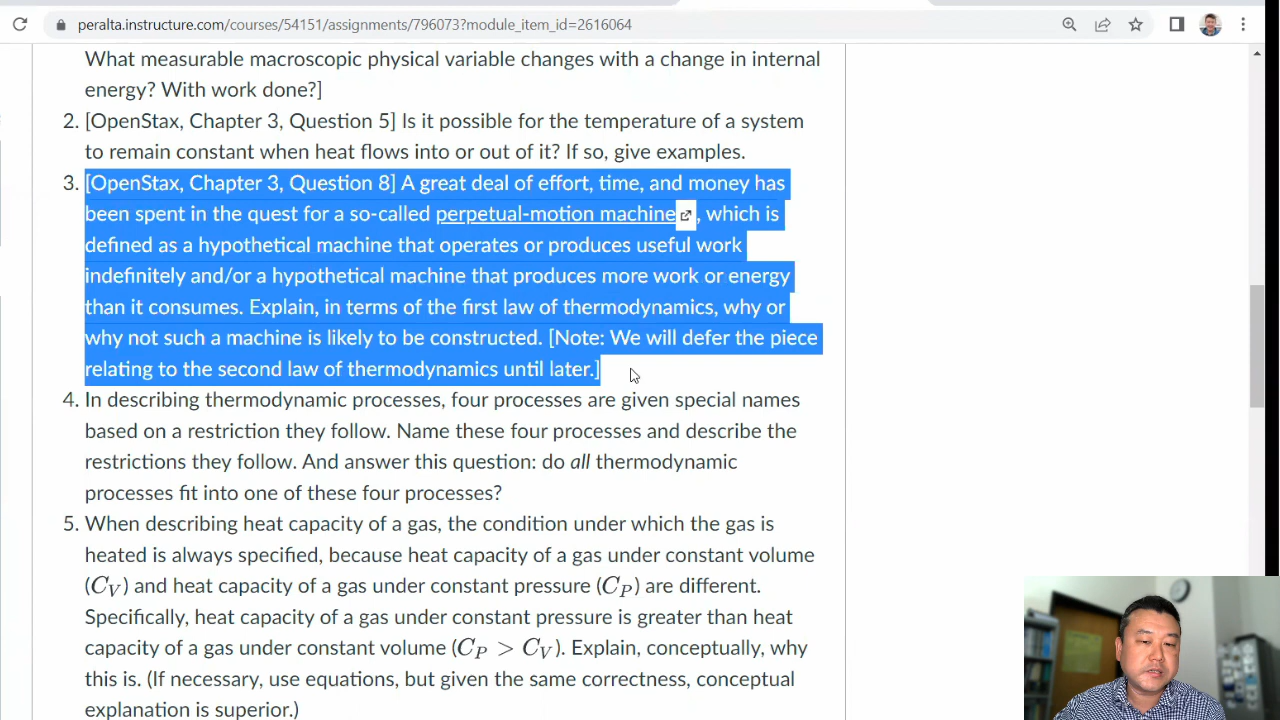 peralta.instructure.com/courses/54151/assignments/796073?module_item_id=2616064
What measurable macroscopic physical variable changes with a change in internal
energy? With work done?]
2. [OpenStax, Chapter 3, Question 5] Is it possible for the temperature of a system
to remain constant when heat flows into or out of it? If so, give examples.
3. [OpenStax, Chapter 3, Question 8] A great deal of effort, time, and money has
been spent in the quest for a so-called perpetual-motion machine, which is
defined as a hypothetical machine that operates or produces useful work
indefinitely and/or a hypothetical machine that produces more work or energy
than it consumes. Explain, in terms of the first law of thermodynamics, why or
why not such a machine is likely to be constructed. [Note: We will defer the piece
relating to the second law of thermodynamics until later.]
4. In describing thermodynamic processes, four processes are given special names
based on a restriction they follow. Name these four processes and describe the
restrictions they follow. And answer this question: do all thermodynamic
processes fit into one of these four processes?
5. When describing heat capacity of a gas, the condition under which the gas is
heated is always specified, because heat capacity of a gas under constant volume
(C_V) and heat capacity of a gas under constant pressure (C_P) are different.
Specifically, heat capacity of a gas under constant pressure is greater than heat
capacity of a gas under constant volume (C_P > C_V). Explain, conceptually, why
this is. (If necessary, use equations, but given the same correctness, conceptual
explanation is superior.)